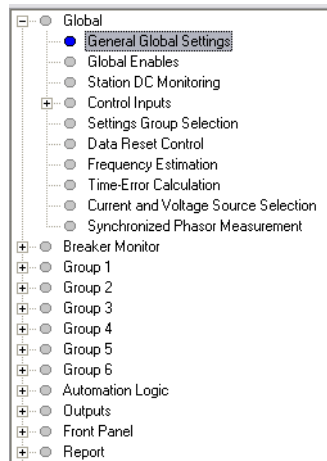 Global
General Global Settings
Global Enables
Station DC Monitoring
Control Inputs
Settings Group Selection
Data Reset Control
Frequency Estimation
Time-Error Calculation
Current and Voltage Source Selection
Synchronized Phasor Measurement
Breaker Monitor
Group 1
Group 2
Group 3
Group 4
Group 5
Group 6
Automation Logic
Outputs
Front Panel
Report